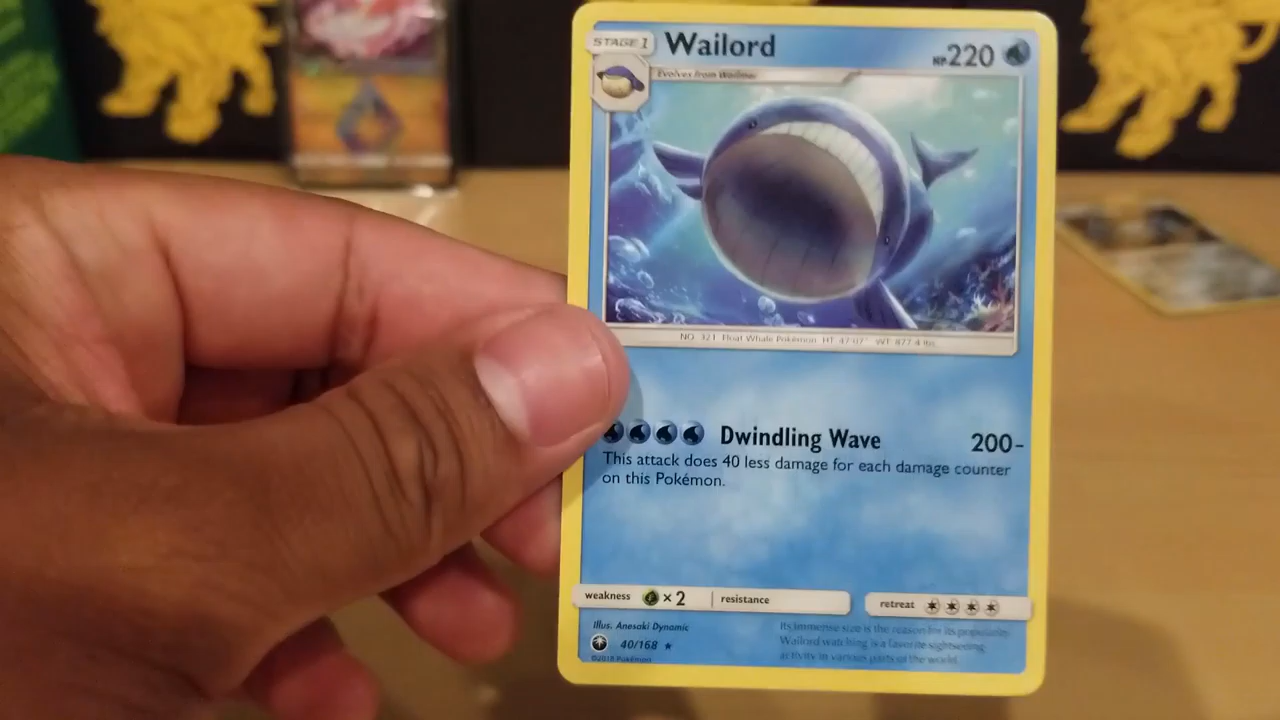 STAGE 1
Wailord
HP 220
Evolves from Wailmer
NO. 321 Float Whale Pokémon HT: 47'07" WT: 877.4 lbs.
Dwindling Wave 200-
This attack does 40 less damage for each damage counter
on this Pokémon.
weakness ×2 resistance retreat
Illus. Anesaki Dynamic
40/168 ★
©2018 Pokémon
Its immense size is the reason for its popularity.
Wailord watching is a favorite sightseeing
activity in various parts of the world.